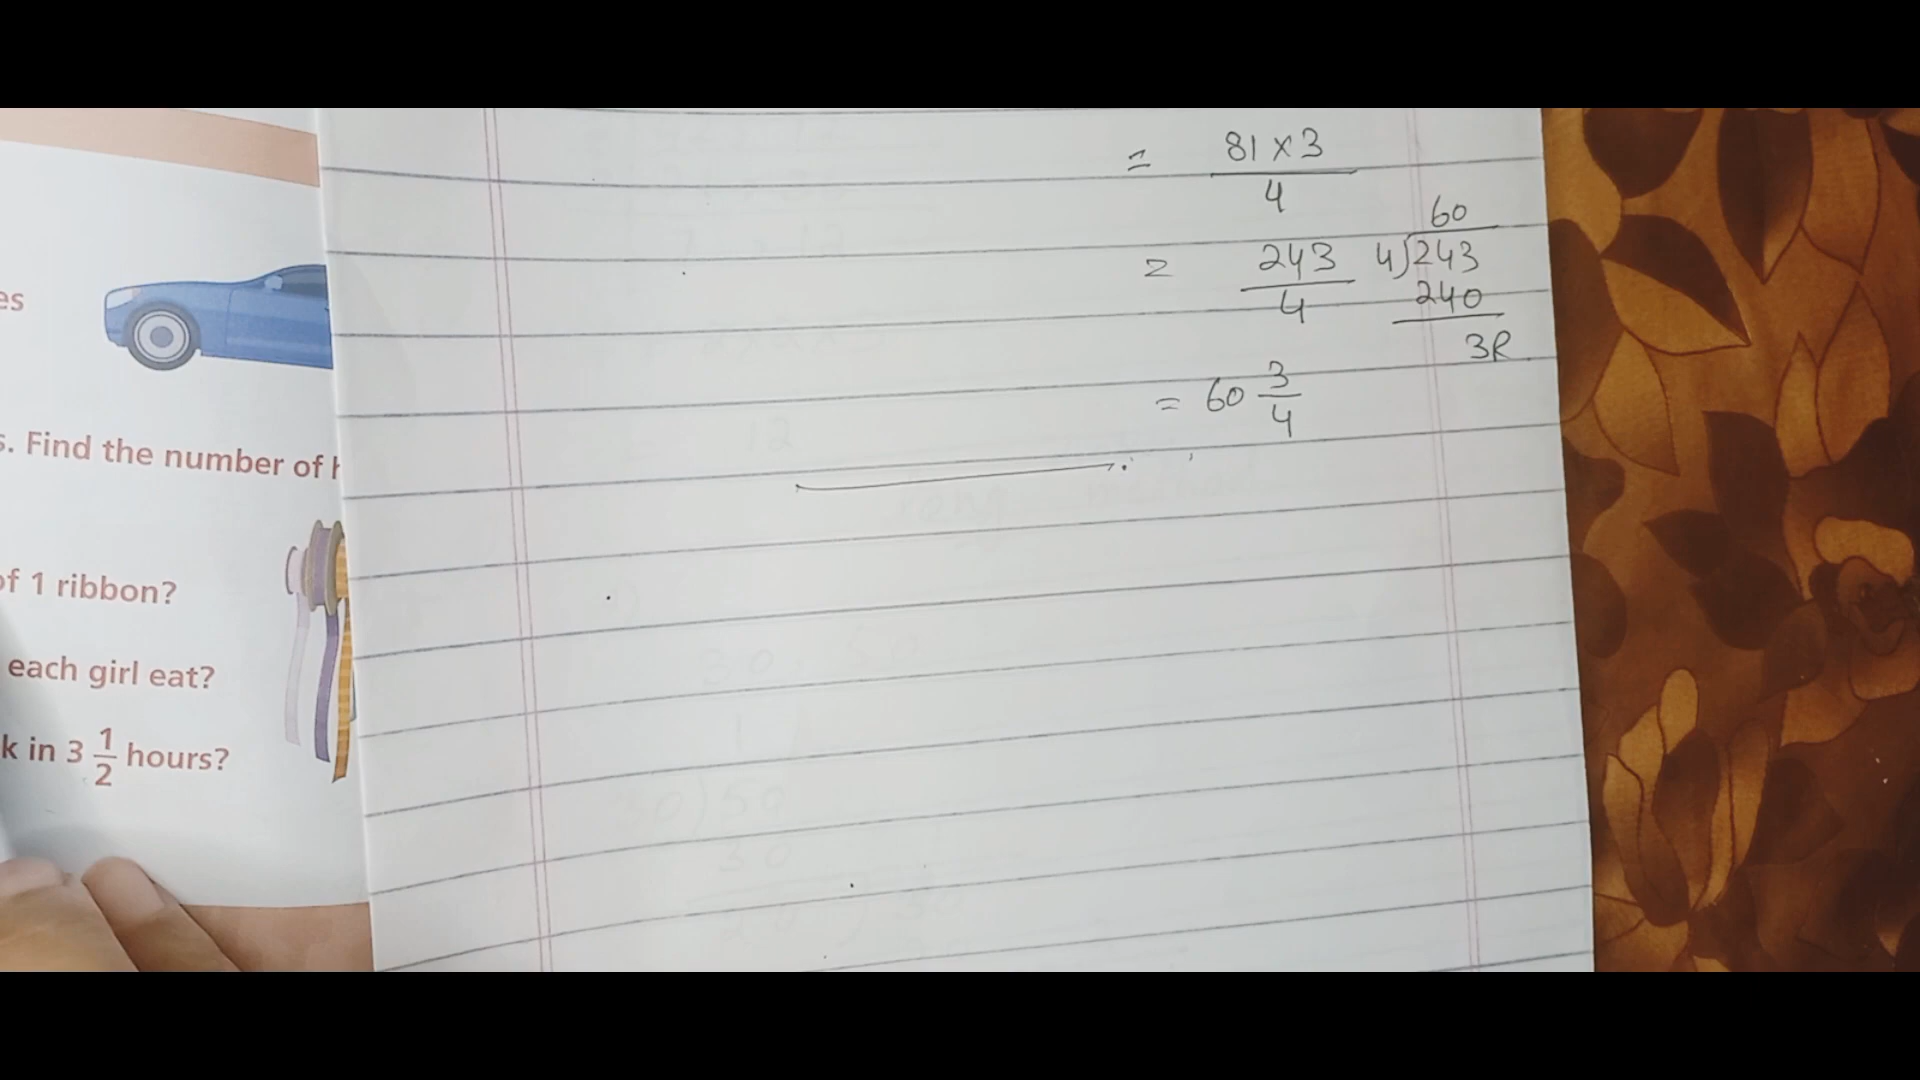 es
s. Find the number of h
of 1 ribbon?
each girl eat?
k in 3 1/2 hours?
= 81 × 3 / 4
= 243 / 4
60
4)243
240
3R
= 60 3/4